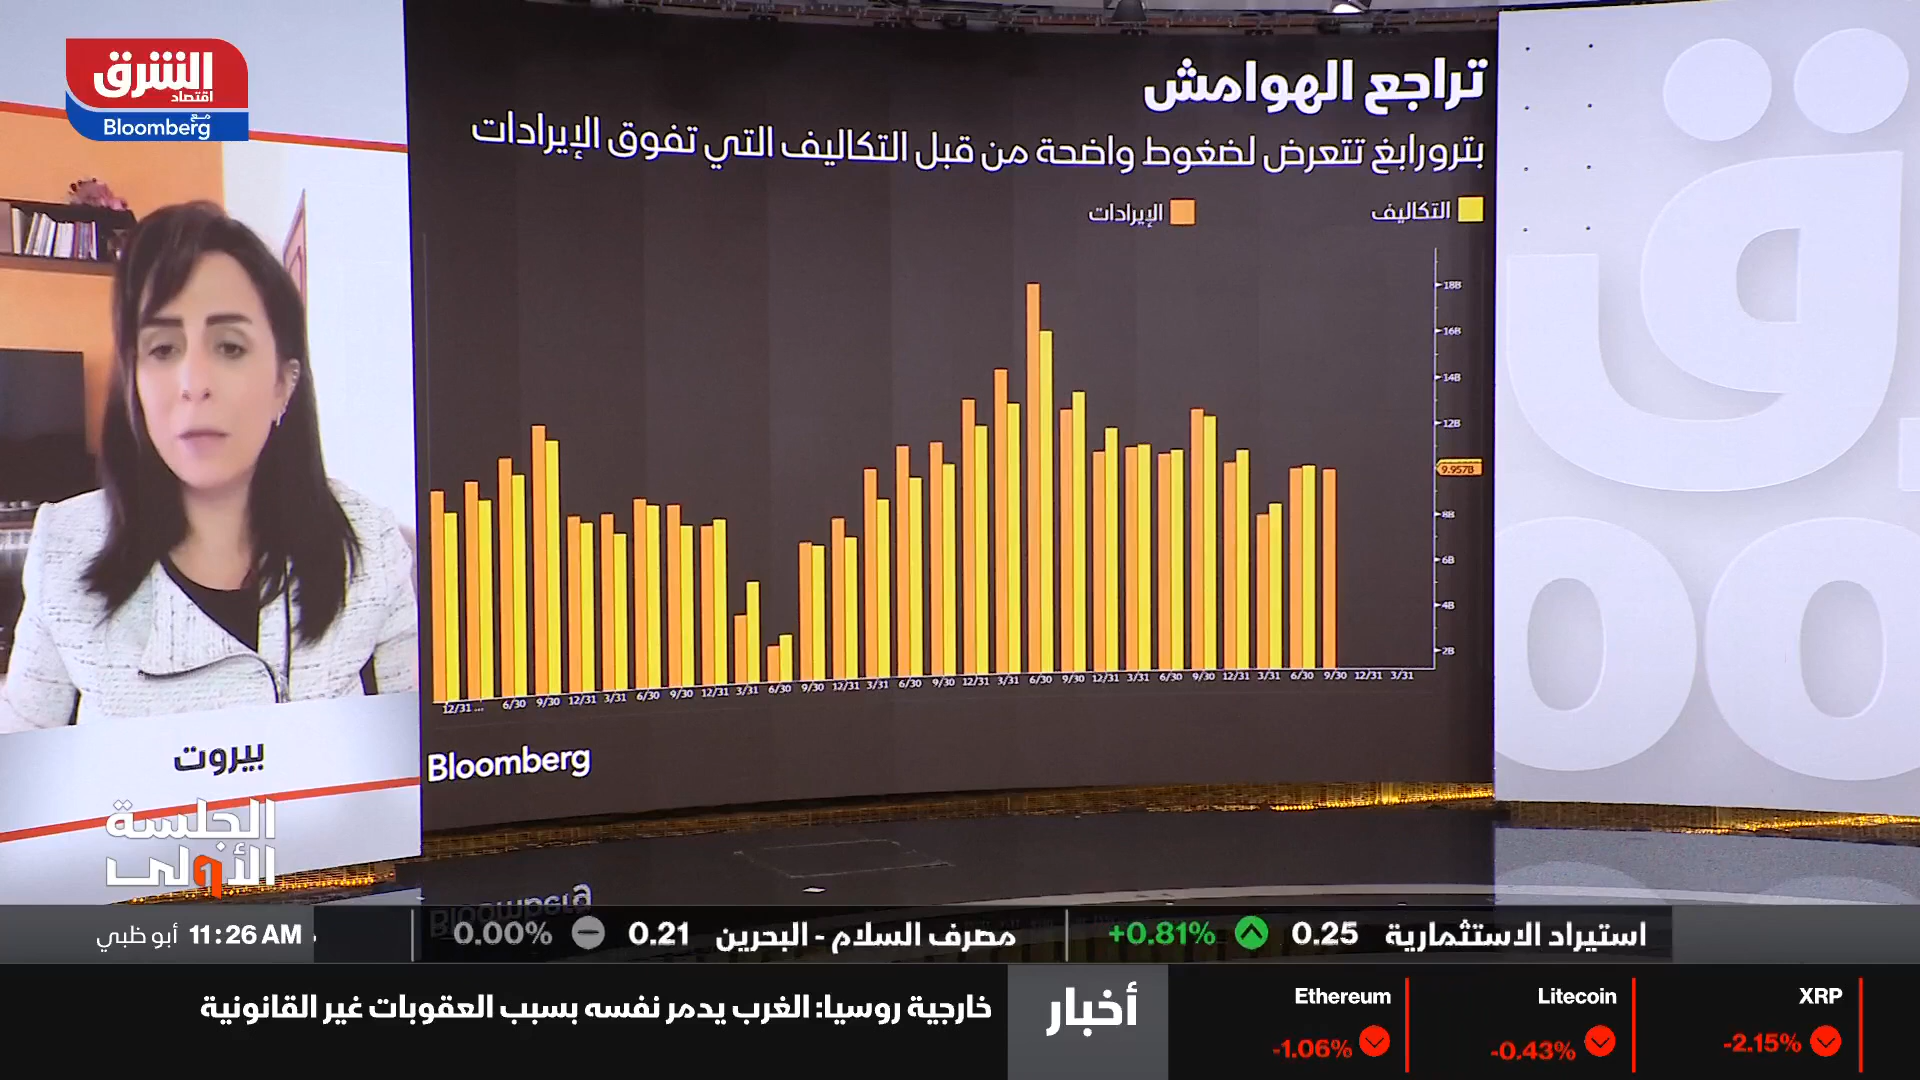 الشرق
اقتصاد
مع
Bloomberg
تراجع الهوامش
بترورابغ تتعرض لضغوط واضحة من قبل التكاليف التي تفوق الإيرادات
التكاليف
الإيرادات
18B
16B
14B
12B
9.957B
8B
6B
4B
2B
12/31 ... 6/30 9/30 12/31 3/31 6/30 9/30 12/31 3/31 6/30 9/30 12/31 3/31 6/30 9/30 12/31 3/31 6/30 9/30 12/31 3/31 6/30 9/30 12/31 3/31 6/30 9/30 12/31 3/31
Bloomberg
بيروت
الجلسة
الأولى
استيراد الاستثمارية 0.25 +0.81%
مصرف السلام - البحرين 0.21 0.00%
11:26 AM أبو ظبي
XRP
-2.15%
Litecoin
-0.43%
Ethereum
-1.06%
أخبار
خارجية روسيا: الغرب يدمر نفسه بسبب العقوبات غير القانونية